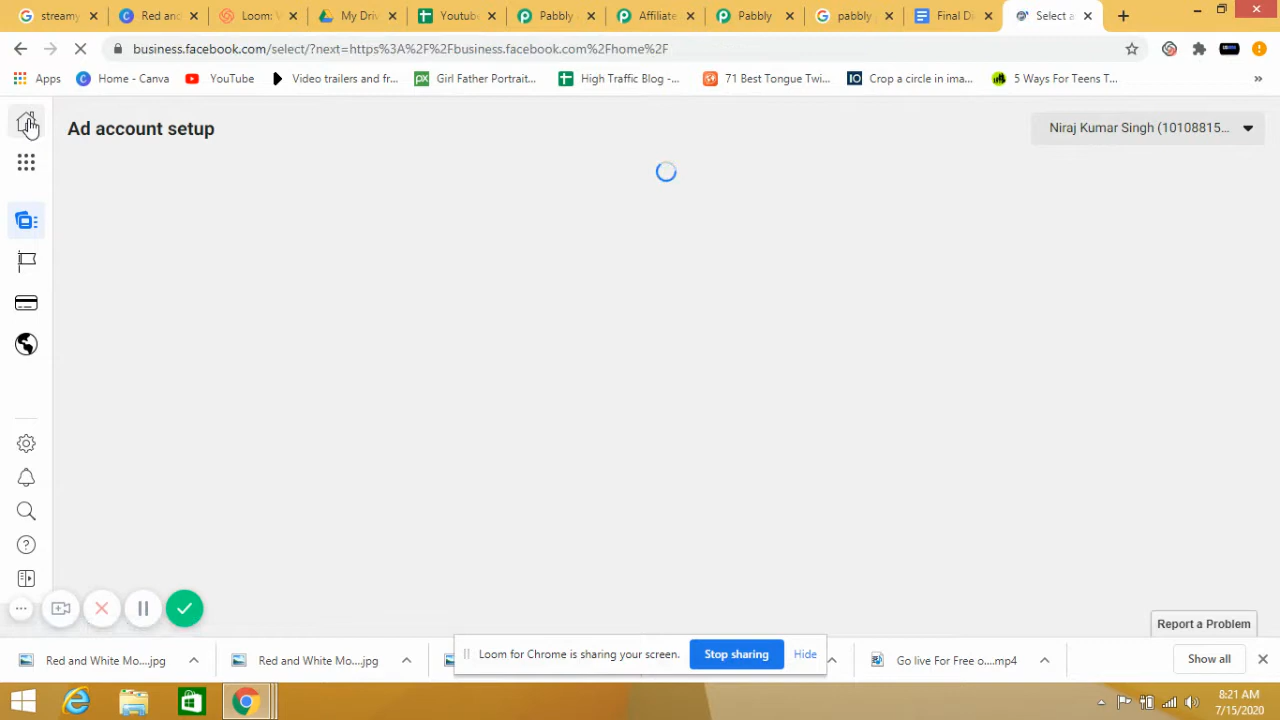 streamy
Red anc
Loom: V
My Driv
Youtube
Pabbly
Affiliate
Pabbly
pabbly
Final Di
Select a
business.facebook.com/select/?next=https%3A%2F%2Fbusiness.facebook.com%2Fhome%2F
Apps
Home - Canva
YouTube
Video trailers and fr...
Girl Father Portrait...
High Traffic Blog -...
71 Best Tongue Twi...
Crop a circle in ima...
5 Ways For Teens T...
»
Ad account setup
Niraj Kumar Singh (10108815...
Report a Problem
Loom for Chrome is sharing your screen.
Stop sharing
Hide
Red and White Mo....jpg
Red and White Mo....jpg
Go live For Free o....mp4
Show all
8:21 AM
7/15/2020